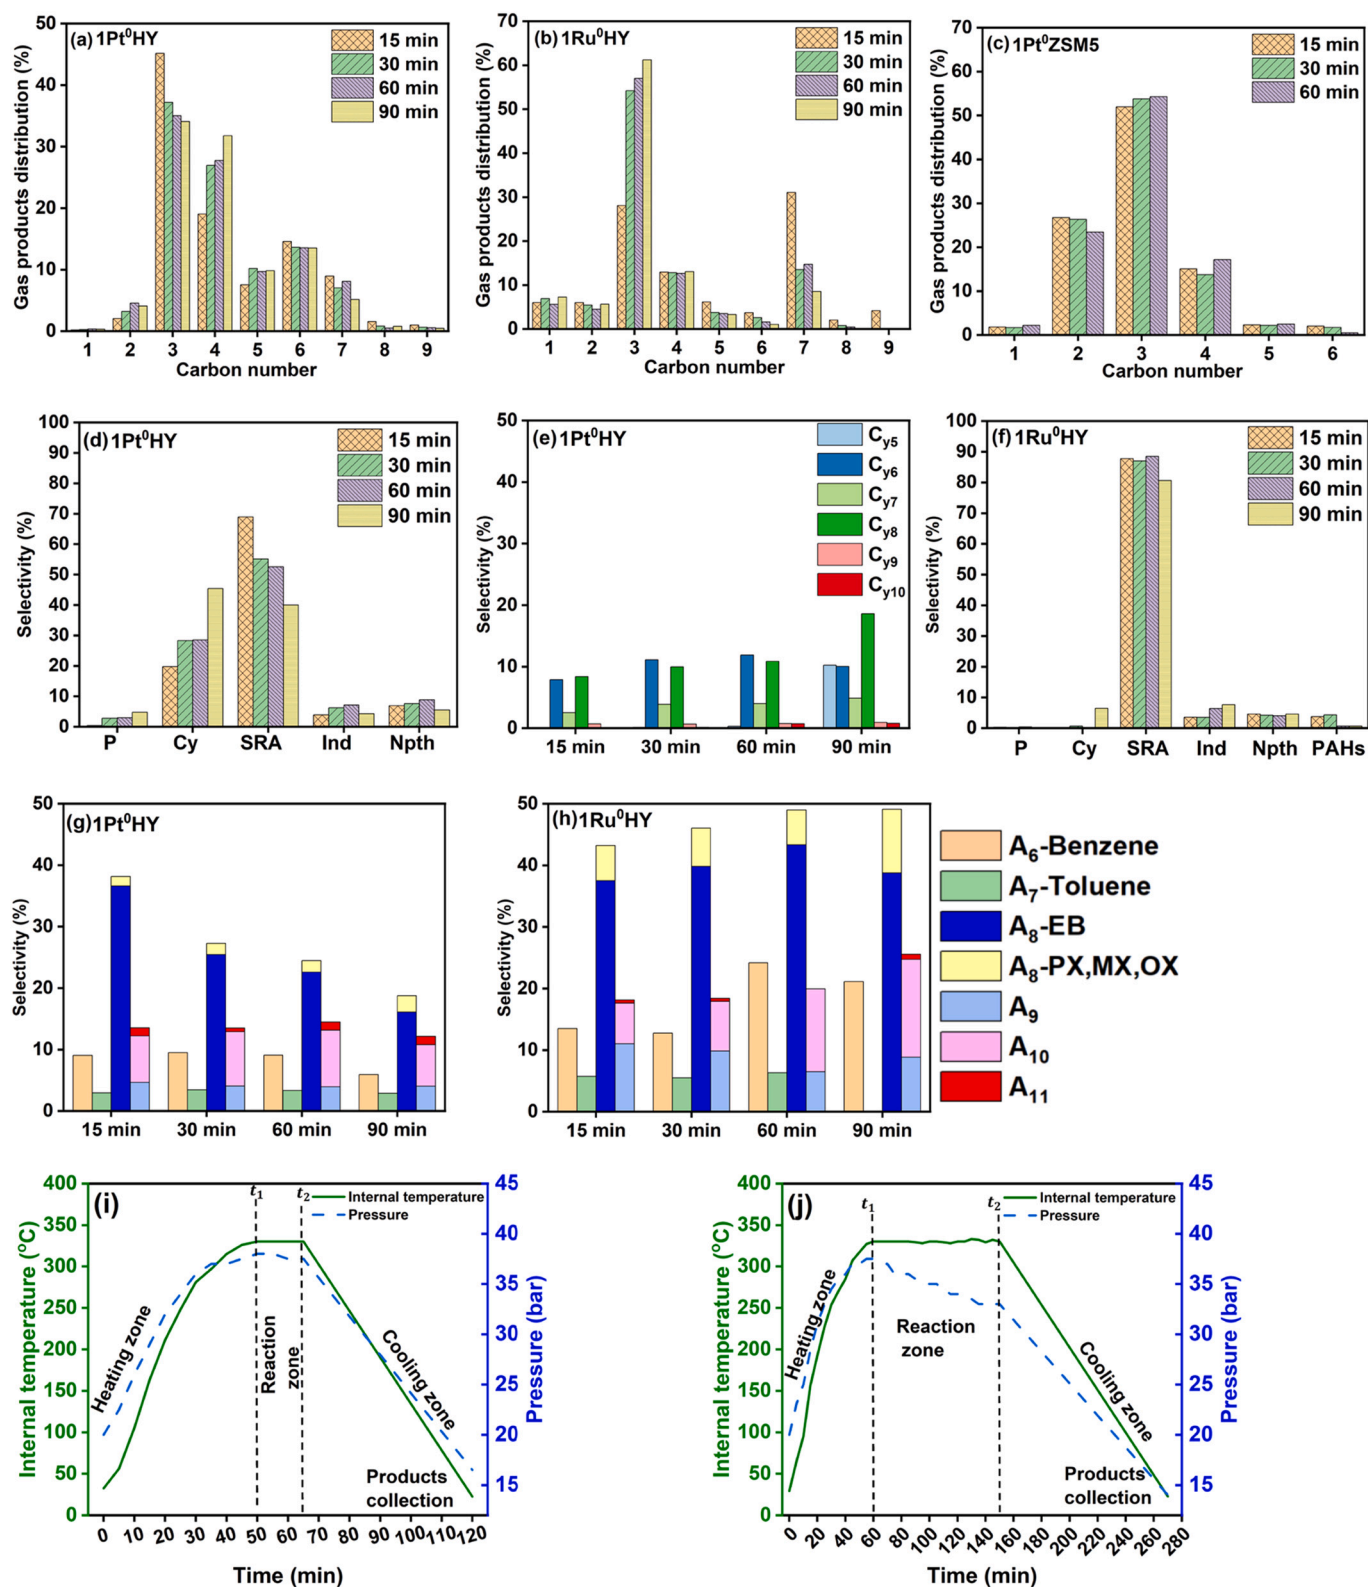 (a) 1Pt⁰HY
15 min
30 min
60 min
90 min
Gas products distribution (%)
50
40
30
20
10
0
1 2 3 4 5 6 7 8 9
Carbon number
(b) 1Ru⁰HY
15 min
30 min
60 min
90 min
Gas products distribution (%)
70
60
50
40
30
20
10
0
1 2 3 4 5 6 7 8 9
Carbon number
(c) 1Pt⁰ZSM5
15 min
30 min
60 min
Gas products distribution (%)
70
60
50
40
30
20
10
0
1 2 3 4 5 6
Carbon number
(d) 1Pt⁰HY
15 min
30 min
60 min
90 min
Selectivity (%)
100
90
80
70
60
50
40
30
20
10
0
P Cy SRA Ind Npth
(e) 1Pt⁰HY
Cy5
Cy6
Cy7
Cy8
Cy9
Cy10
Selectivity (%)
50
40
30
20
10
0
15 min 30 min 60 min 90 min
(f) 1Ru⁰HY
15 min
30 min
60 min
90 min
Selectivity (%)
100
90
80
70
60
50
40
30
20
10
0
P Cy SRA Ind Npth PAHs
(g) 1Pt⁰HY
Selectivity (%)
50
40
30
20
10
0
15 min 30 min 60 min 90 min
(h) 1Ru⁰HY
Selectivity (%)
50
40
30
20
10
0
15 min 30 min 60 min 90 min
A₆-Benzene
A₇-Toluene
A₈-EB
A₈-PX,MX,OX
A₉
A₁₀
A₁₁
(i)
t₁ t₂
Internal temperature
Pressure
Internal temperature (°C)
400
350
300
250
200
150
100
50
0
Heating zone
Reaction
zone
Cooling zone
Products
collection
Pressure (bar)
45
40
35
30
25
20
15
0 10 20 30 40 50 60 70 80 90 100 110 120
Time (min)
(j)
t₁ t₂
Internal temperature
Pressure
Internal temperature (°C)
400
350
300
250
200
150
100
50
0
Heating zone
Reaction
zone
Cooling zone
Products
collection
Pressure (bar)
45
40
35
30
25
20
15
0 20 40 60 80 100 120 140 160 180 200 220 240 260 280
Time (min)